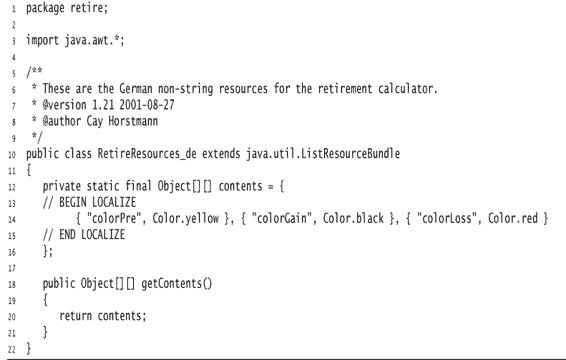 1 package retire;
2
3 import java.awt.*;
4
5 /**
6  * These are the German non-string resources for the retirement calculator.
7  * @version 1.21 2001-08-27
8  * @author Cay Horstmann
9  */
10 public class RetireResources_de extends java.util.ListResourceBundle
11 {
12    private static final Object[][] contents = {
13    // BEGIN LOCALIZE
14          { "colorPre", Color.yellow }, { "colorGain", Color.black }, { "colorLoss", Color.red }
15    // END LOCALIZE
16    };
17
18    public Object[][] getContents()
19    {
20       return contents;
21    }
22 }